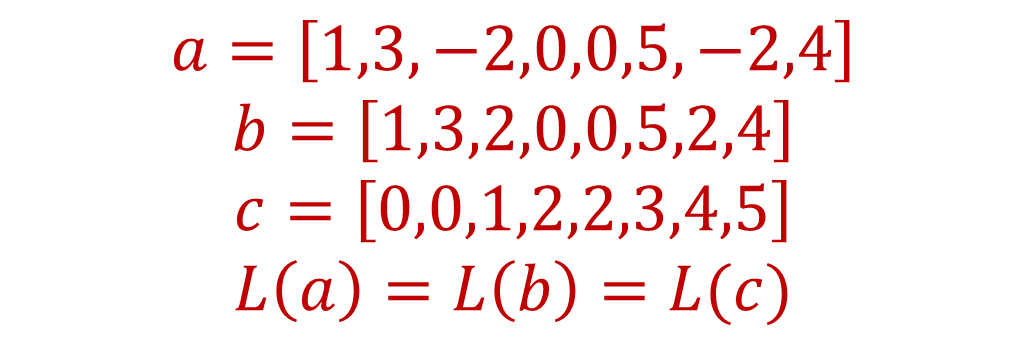 a = [1,3, −2,0,0,5, −2,4]
b = [1,3,2,0,0,5,2,4]
c = [0,0,1,2,2,3,4,5]
L(a) = L(b) = L(c)